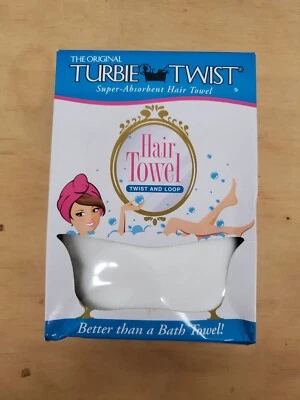 THE ORIGINAL
TURBIE TWIST®
Super-Absorbent Hair Towel
Hair
Towel
TWIST AND LOOP
Better than a Bath Towel!